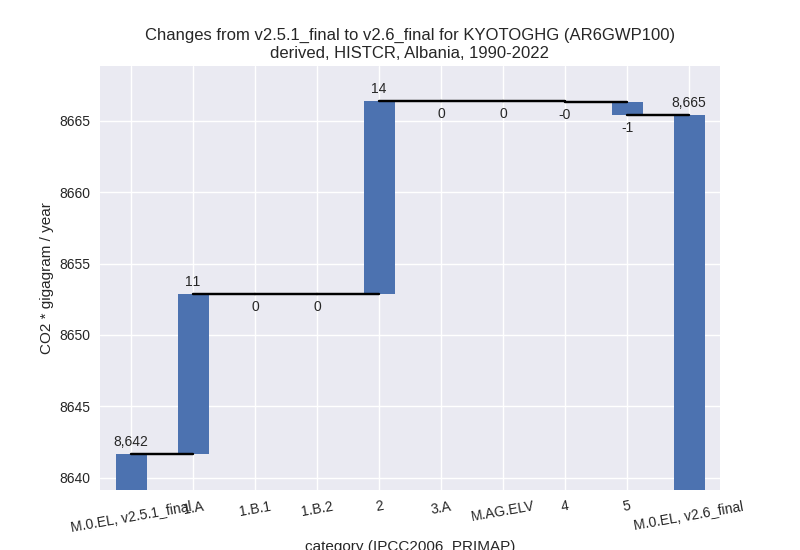 Changes from v2.5.1_final to v2.6_final for KYOTOGHG (AR6GWP100)
derived, HISTCR, Albania, 1990-2022
14
8,665
0
0
-0
-1
11
0
0
8,642
8665
8660
8655
8650
8645
8640
CO2 * gigagram / year
M.0.EL, v2.5.1_final
1.A
1.B.1
1.B.2
2
3.A
M.AG.ELV
4
5
M.0.EL, v2.6_final
category (IPCC2006_PRIMAP)